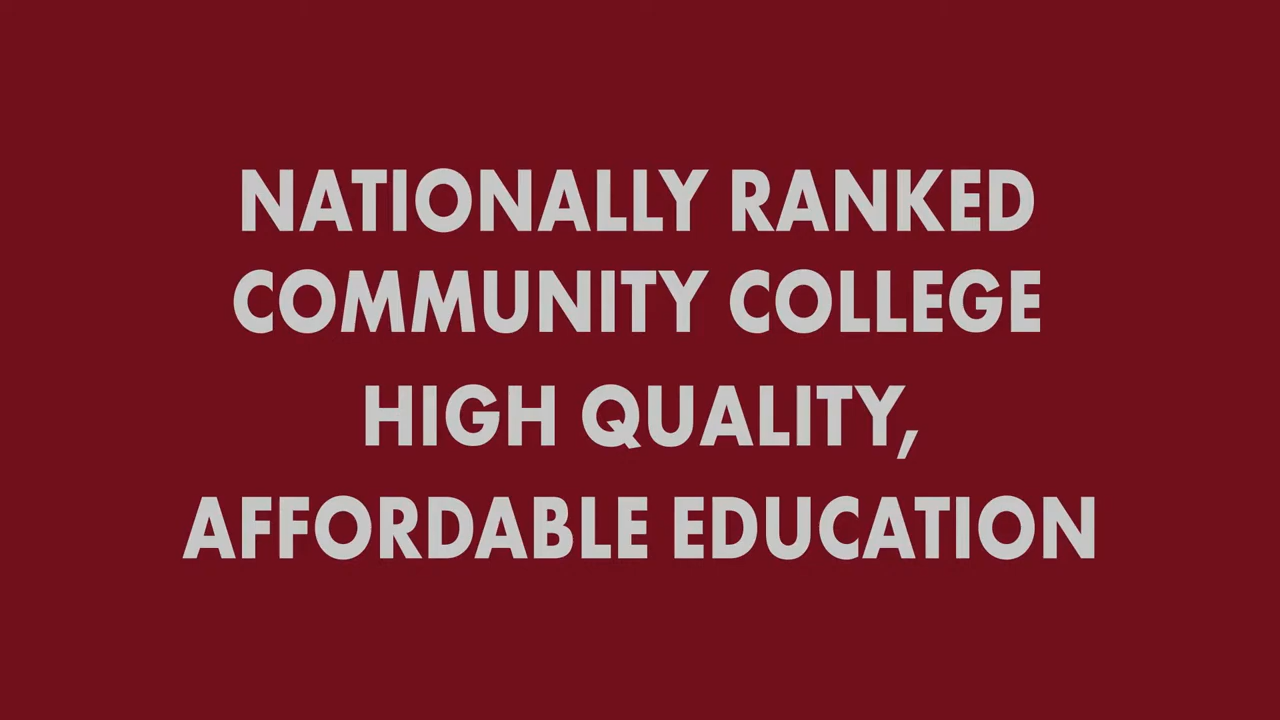 NATIONALLY RANKED
COMMUNITY COLLEGE
HIGH QUALITY,
AFFORDABLE EDUCATION